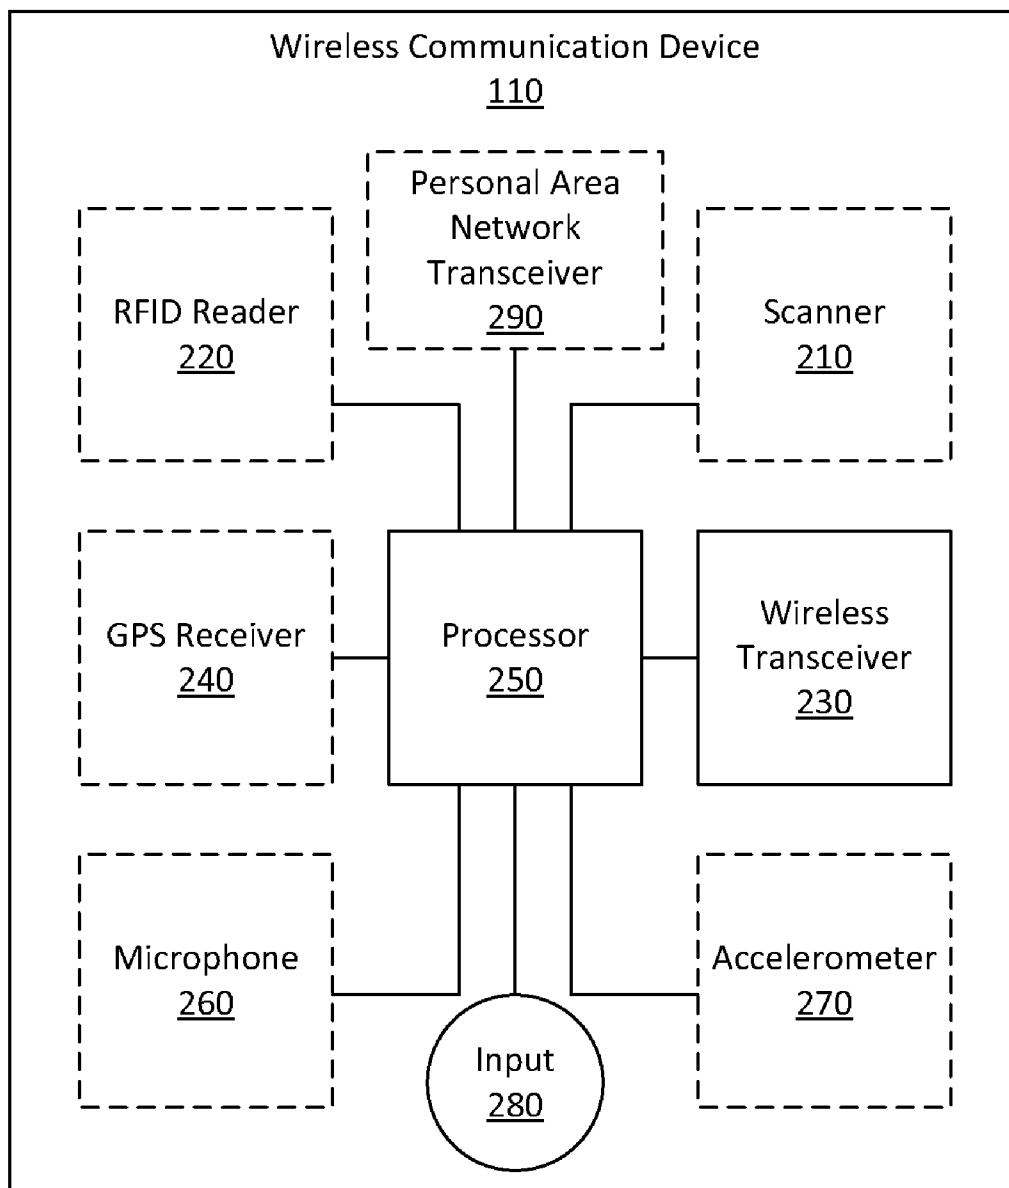 Wireless Communication Device
110
Personal Area
Network
Transceiver
290
RFID Reader
220
Scanner
210
GPS Receiver
240
Processor
250
Wireless
Transceiver
230
Microphone
260
Accelerometer
270
Input
280